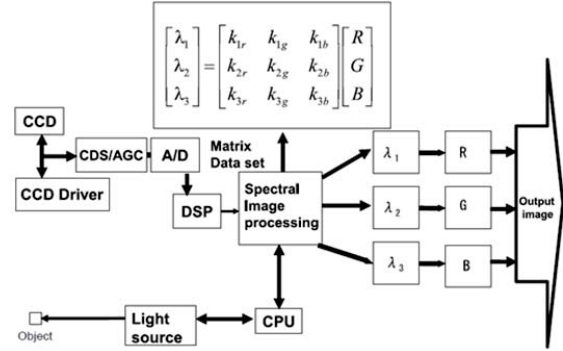 [λ1] = [k1r k1g k1b] [R]
[λ2] = [k2r k2g k2b] [G]
[λ3] = [k3r k3g k3b] [B]
CCD
CDS/AGC
A/D
CCD Driver
Matrix
Data set
DSP
Spectral
Image
processing
λ1
R
λ2
G
λ3
B
Output
image
Object
Light
source
CPU